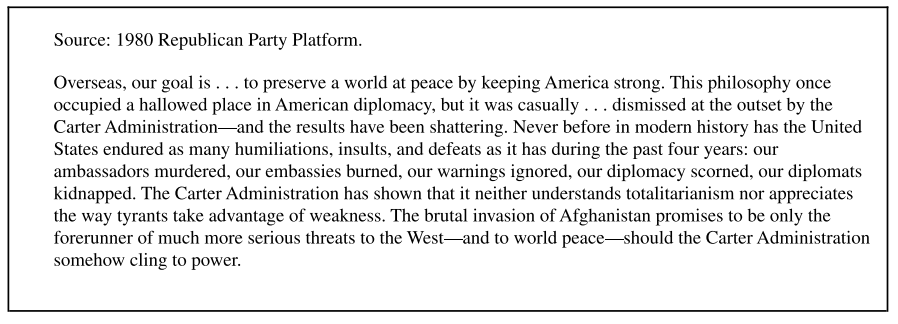 Source: 1980 Republican Party Platform.
Overseas, our goal is . . . to preserve a world at peace by keeping America strong. This philosophy once
occupied a hallowed place in American diplomacy, but it was casually . . . dismissed at the outset by the
Carter Administration—and the results have been shattering. Never before in modern history has the United
States endured as many humiliations, insults, and defeats as it has during the past four years: our
ambassadors murdered, our embassies burned, our warnings ignored, our diplomacy scorned, our diplomats
kidnapped. The Carter Administration has shown that it neither understands totalitarianism nor appreciates
the way tyrants take advantage of weakness. The brutal invasion of Afghanistan promises to be only the
forerunner of much more serious threats to the West—and to world peace—should the Carter Administration
somehow cling to power.